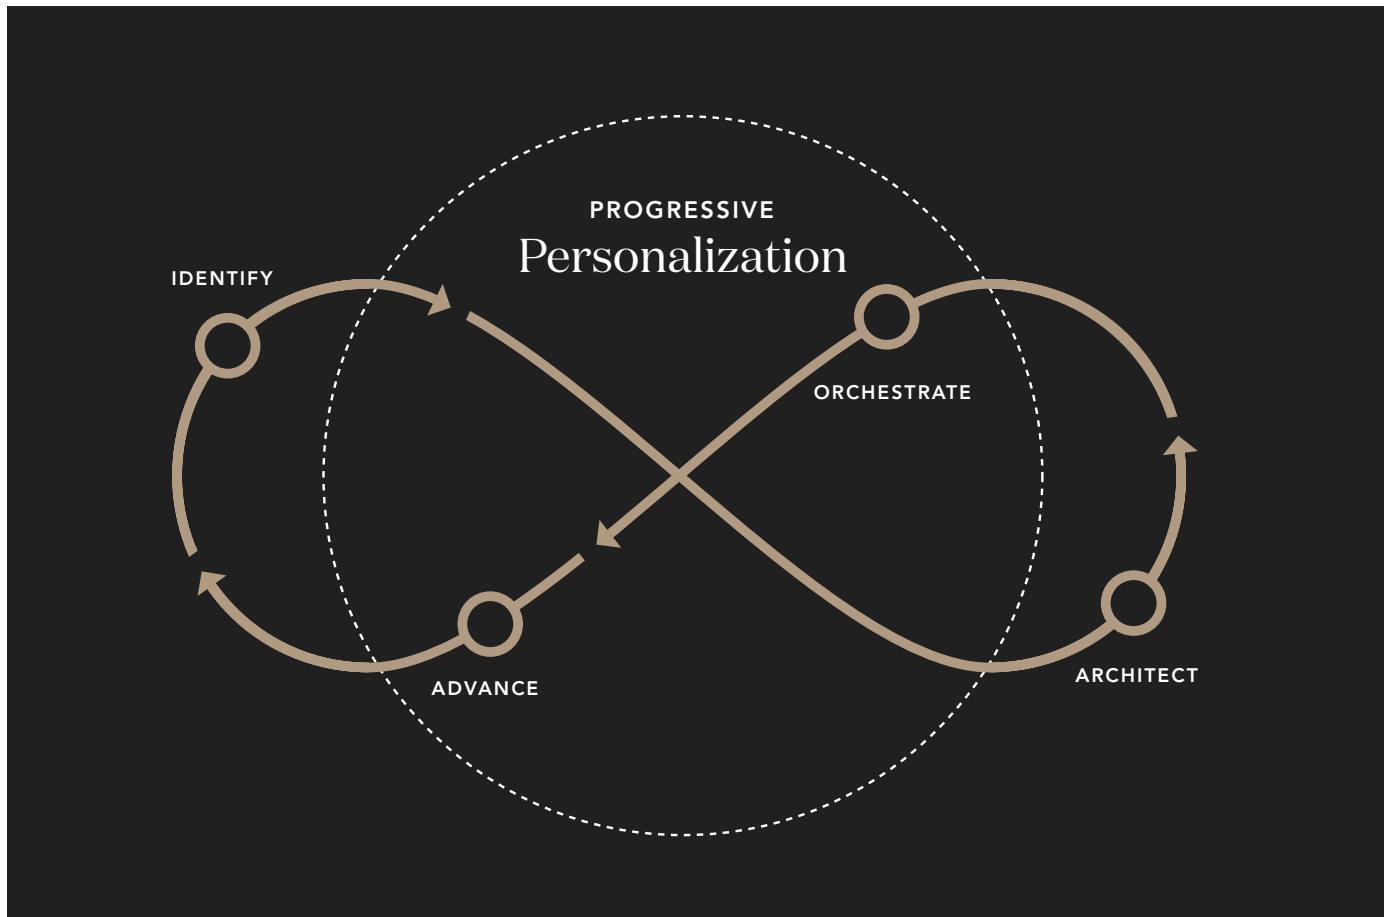 PROGRESSIVE
Personalization
IDENTIFY
ORCHESTRATE
ARCHITECT
ADVANCE